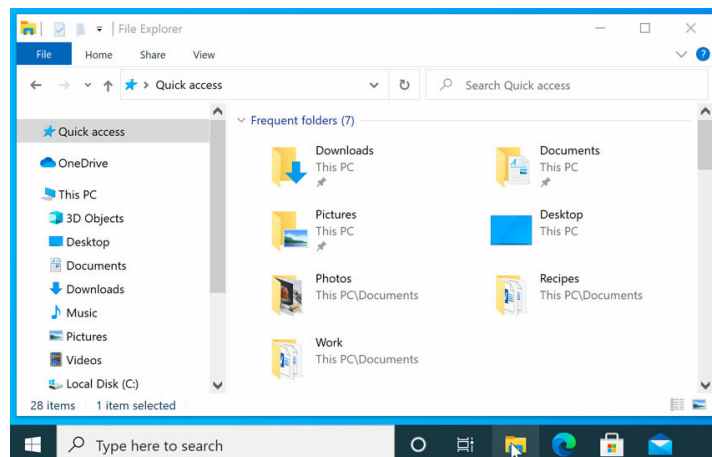 File Explorer
File Home Share View
Quick access
Search Quick access
Quick access
OneDrive
This PC
3D Objects
Desktop
Documents
Downloads
Music
Pictures
Videos
Local Disk (C:)
Frequent folders (7)
Downloads
This PC
Documents
This PC
Pictures
This PC
Desktop
This PC
Photos
This PC\Documents
Recipes
This PC\Documents
Work
This PC\Documents
28 items 1 item selected
Type here to search